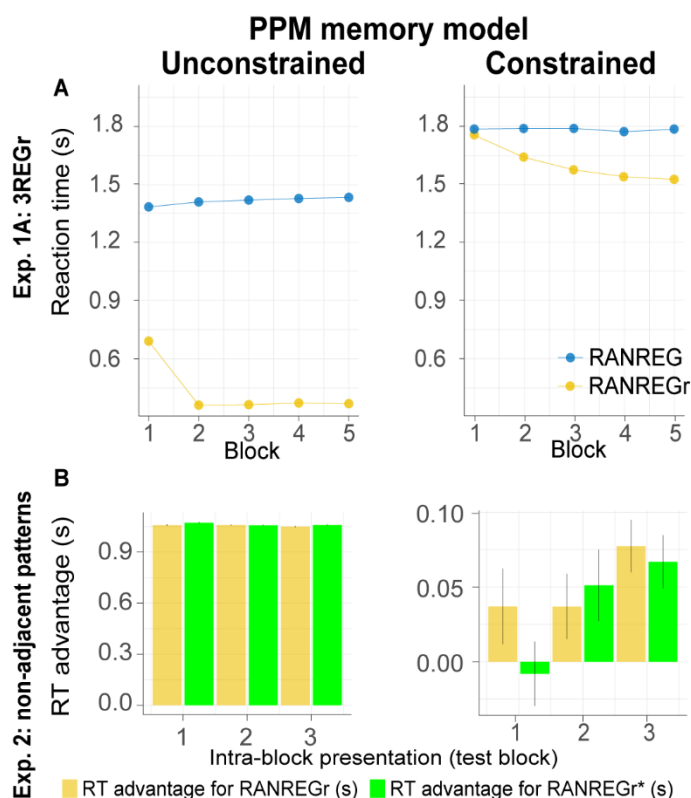 PPM memory model
Unconstrained Constrained
A
Exp. 1A: 3REGr
Reaction time (s)
1.8
1.5
1.2
0.9
0.6
1 2 3 4 5
Block
1.8
1.5
1.2
0.9
0.6
RANREG
RANREGr
1 2 3 4 5
Block
B
Exp. 2: non-adjacent patterns
RT advantage (s)
0.9
0.6
0.3
0.0
1 2 3
0.10
0.05
0.00
1 2 3
Intra-block presentation (test block)
RT advantage for RANREGr (s) RT advantage for RANREGr* (s)